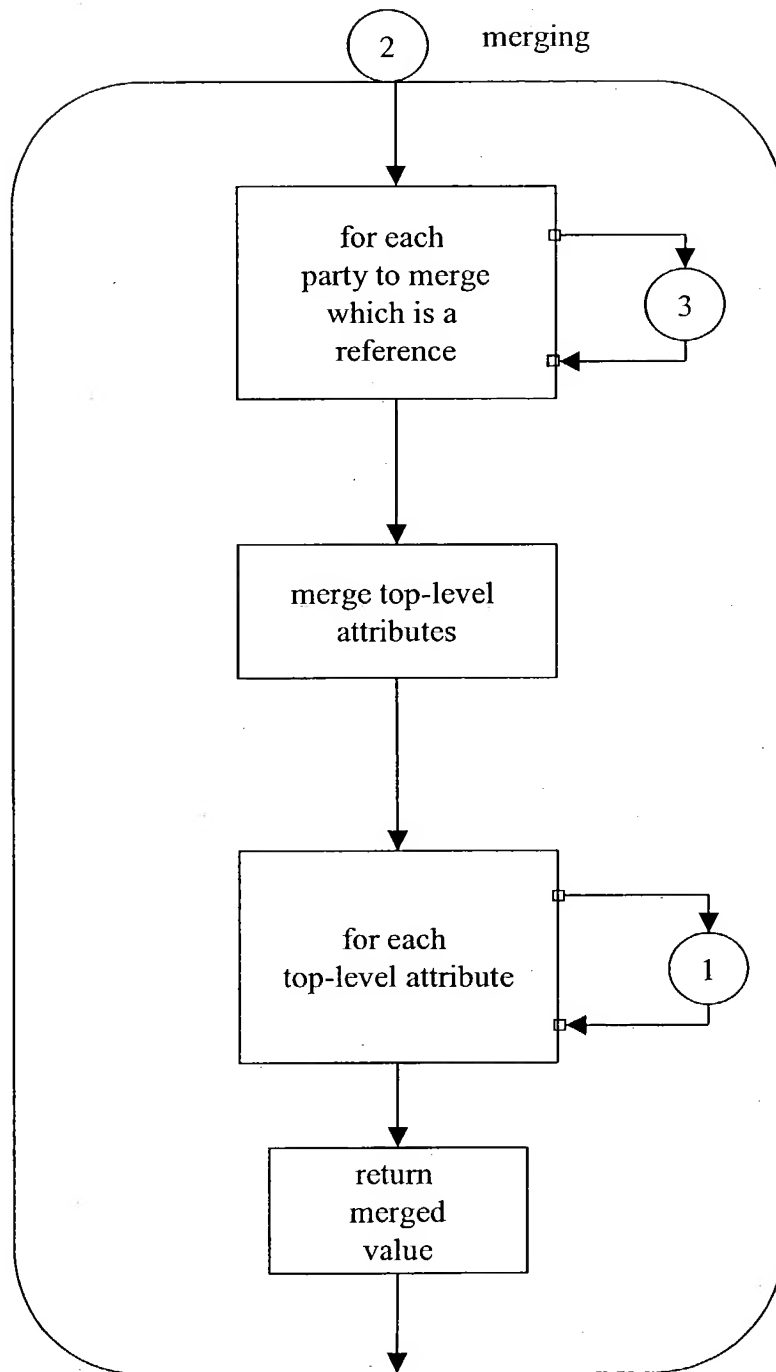 2
merging
for each
party to merge
which is a
reference
3
merge top-level
attributes
for each
top-level attribute
1
return
merged
value